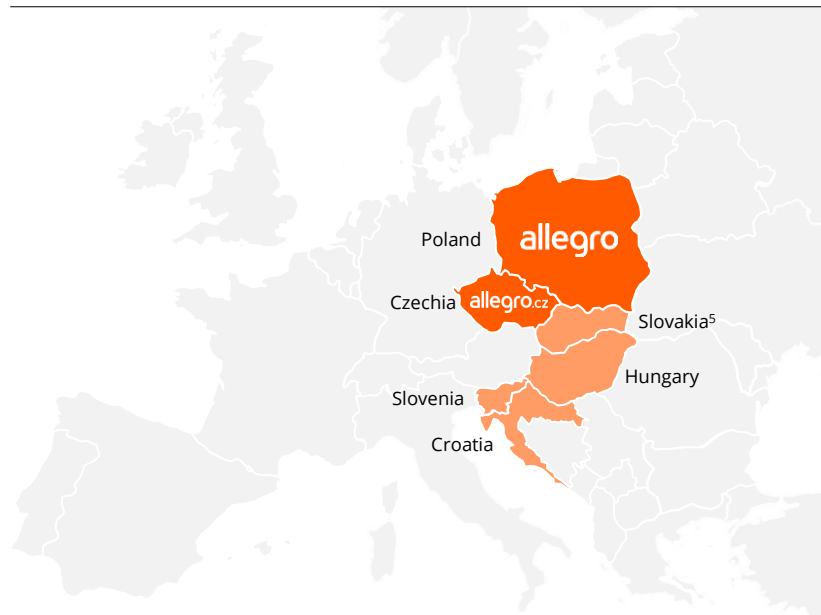 Poland
allegro
Czechia
allegro.cz
Slovakia⁵
Hungary
Slovenia
Croatia